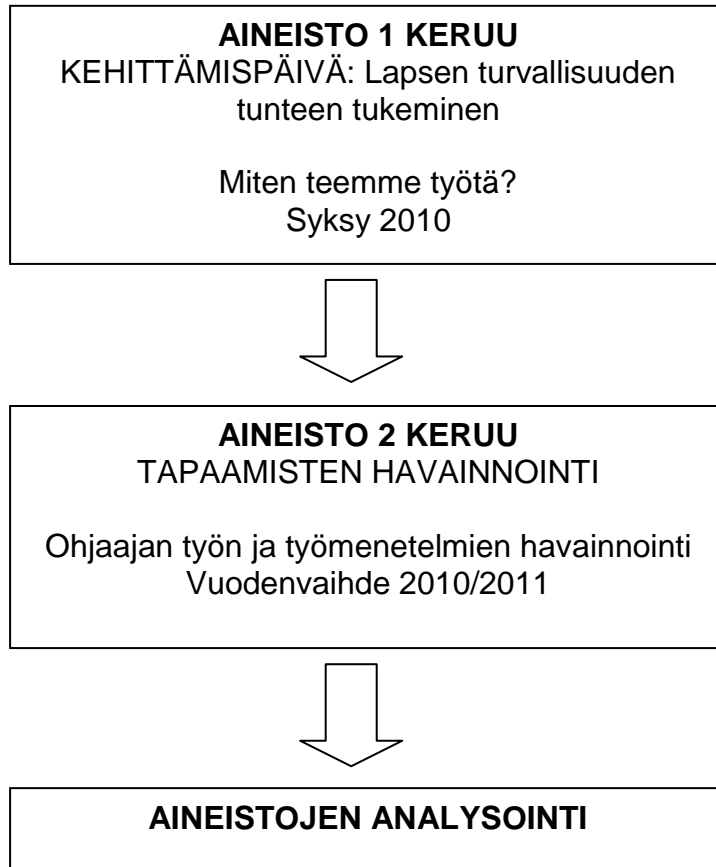 AINEISTO 1 KERUU
KEHITTÄMISPÄIVÄ: Lapsen turvallisuuden
tunteen tukeminen
Miten teemme työtä?
Syksy 2010
AINEISTO 2 KERUU
TAPAAMISTEN HAVAINNOINTI
Ohjaajan työn ja työmenetelmien havainnointi
Vuodenvaihde 2010/2011
AINEISTOJEN ANALYSOINTI